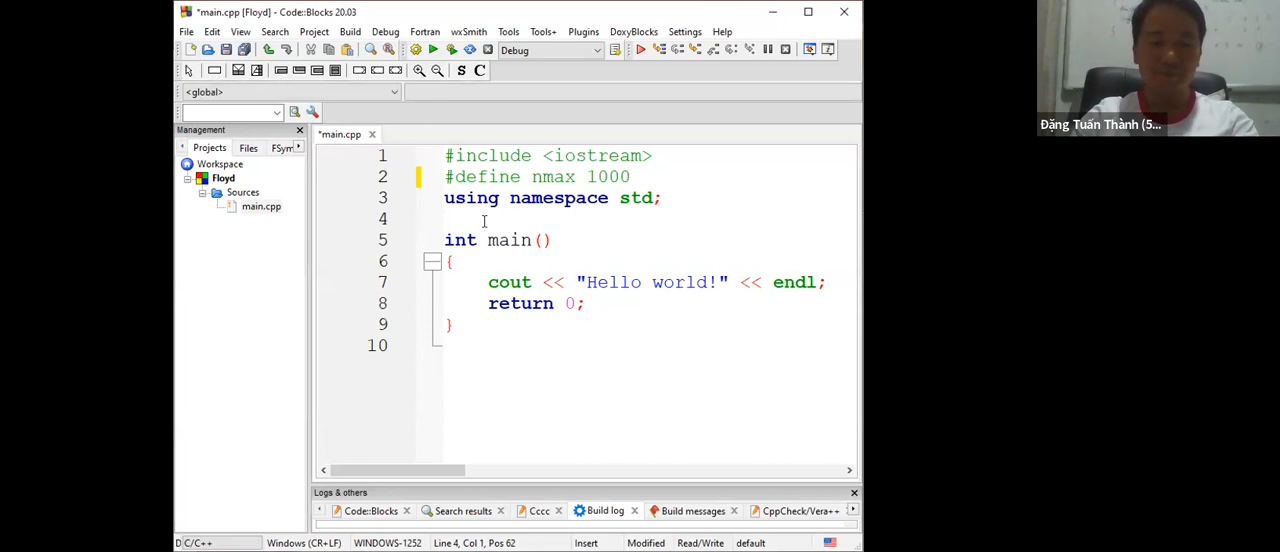 *main.cpp [Floyd] - Code::Blocks 20.03
File Edit View Search Project Build Debug Fortran wxSmith Tools Tools+ Plugins DoxyBlocks Settings Help
Debug
S C
<global>
Management
Projects Files FSym
Workspace
Floyd
Sources
main.cpp
*main.cpp
1 #include <iostream>
2 #define nmax 1000
3 using namespace std;
4
5 int main()
6 {
7 cout << "Hello world!" << endl;
8 return 0;
9 }
10
Logs & others
Code::Blocks Search results Cccc Build log Build messages CppCheck/Vera++
D C/C++ Windows (CR+LF) WINDOWS-1252 Line 4, Col 1, Pos 62 Insert Modified Read/Write default
Đặng Tuấn Thành (5...